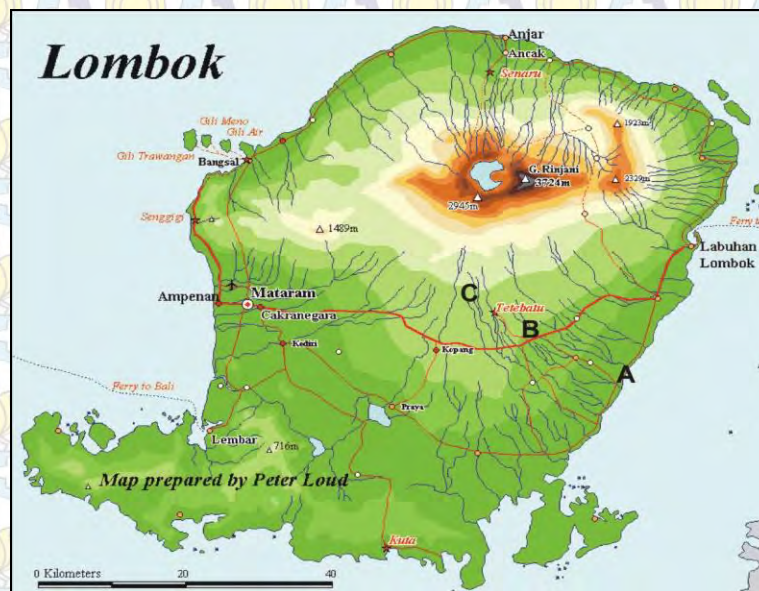 Lombok
Anjar
Ancak
Senaru
Gili Meno
Gili Air
Gili Trawangan
Bangsal
1923m
G. Rinjani
3724m
2329m
2945m
Senggigi
1489m
Ferry to
Labuhan
Lombok
C
Ampenan
Mataram
Tetebatu
Cakranegara
B
Kediri
Kopang
A
Ferry to Bali
Praya
Lembar
716m
Map prepared by Peter Loud
Kuta
0 Kilometers 20 40